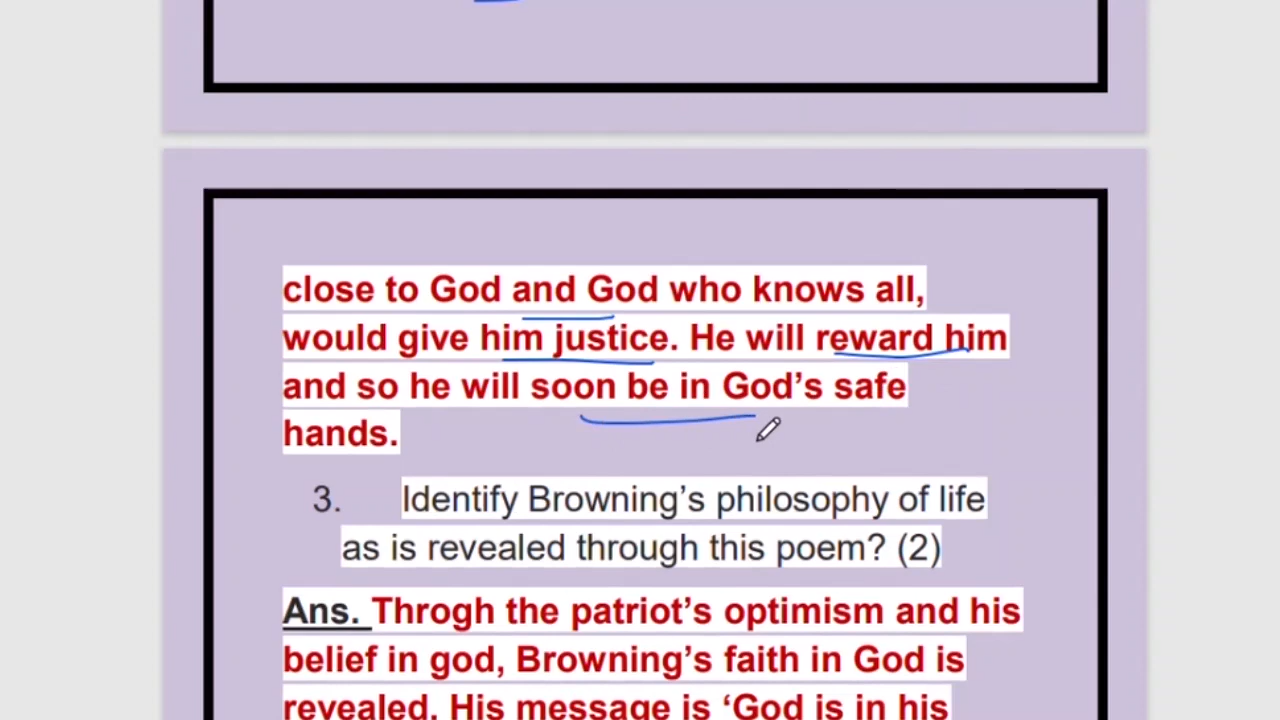 close to God and God who knows all,
would give him justice. He will reward him
and so he will soon be in God’s safe
hands.
3. Identify Browning’s philosophy of life
as is revealed through this poem? (2)
Ans. Throgh the patriot’s optimism and his
belief in god, Browning’s faith in God is
revealed. His message is ‘God is in his